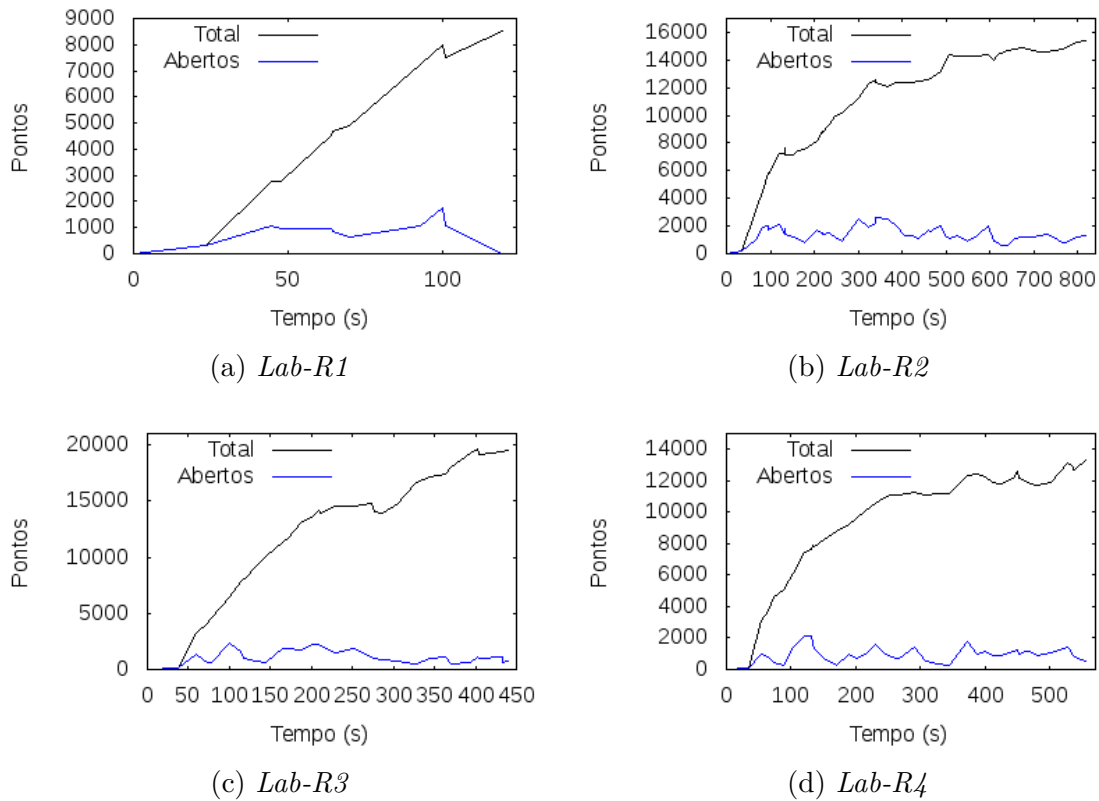 9000
8000
7000
6000
5000
4000
3000
2000
1000
0
Pontos
Total
Abertos
0 50 100
Tempo (s)
(a) Lab-R1
16000
14000
12000
10000
8000
6000
4000
2000
0
Pontos
Total
Abertos
0 100 200 300 400 500 600 700 800
Tempo (s)
(b) Lab-R2
20000
15000
10000
5000
0
Pontos
Total
Abertos
0 50 100 150 200 250 300 350 400 450
Tempo (s)
(c) Lab-R3
14000
12000
10000
8000
6000
4000
2000
0
Pontos
Total
Abertos
0 100 200 300 400 500
Tempo (s)
(d) Lab-R4